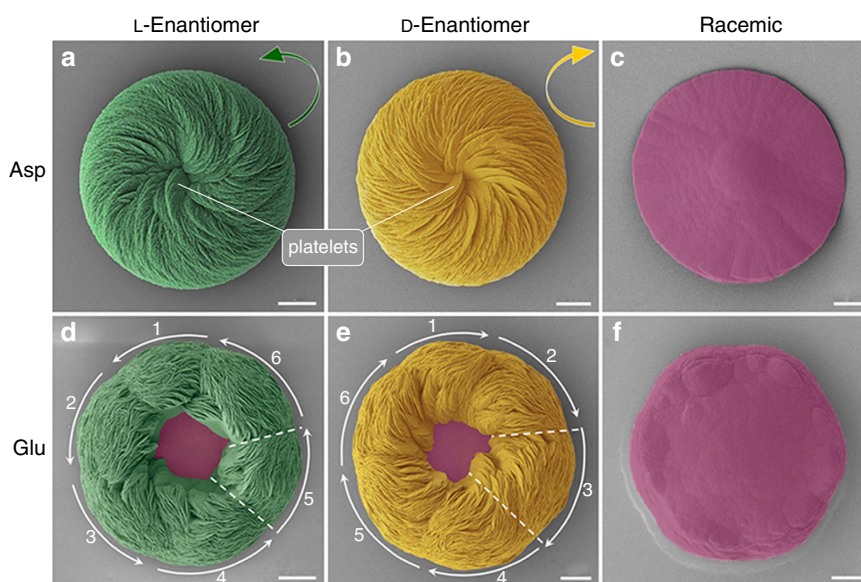 L-Enantiomer
D-Enantiomer
Racemic
Asp
a
b
c
platelets
Glu
d
1
2
3
4
5
6
e
1
2
3
4
5
6
f